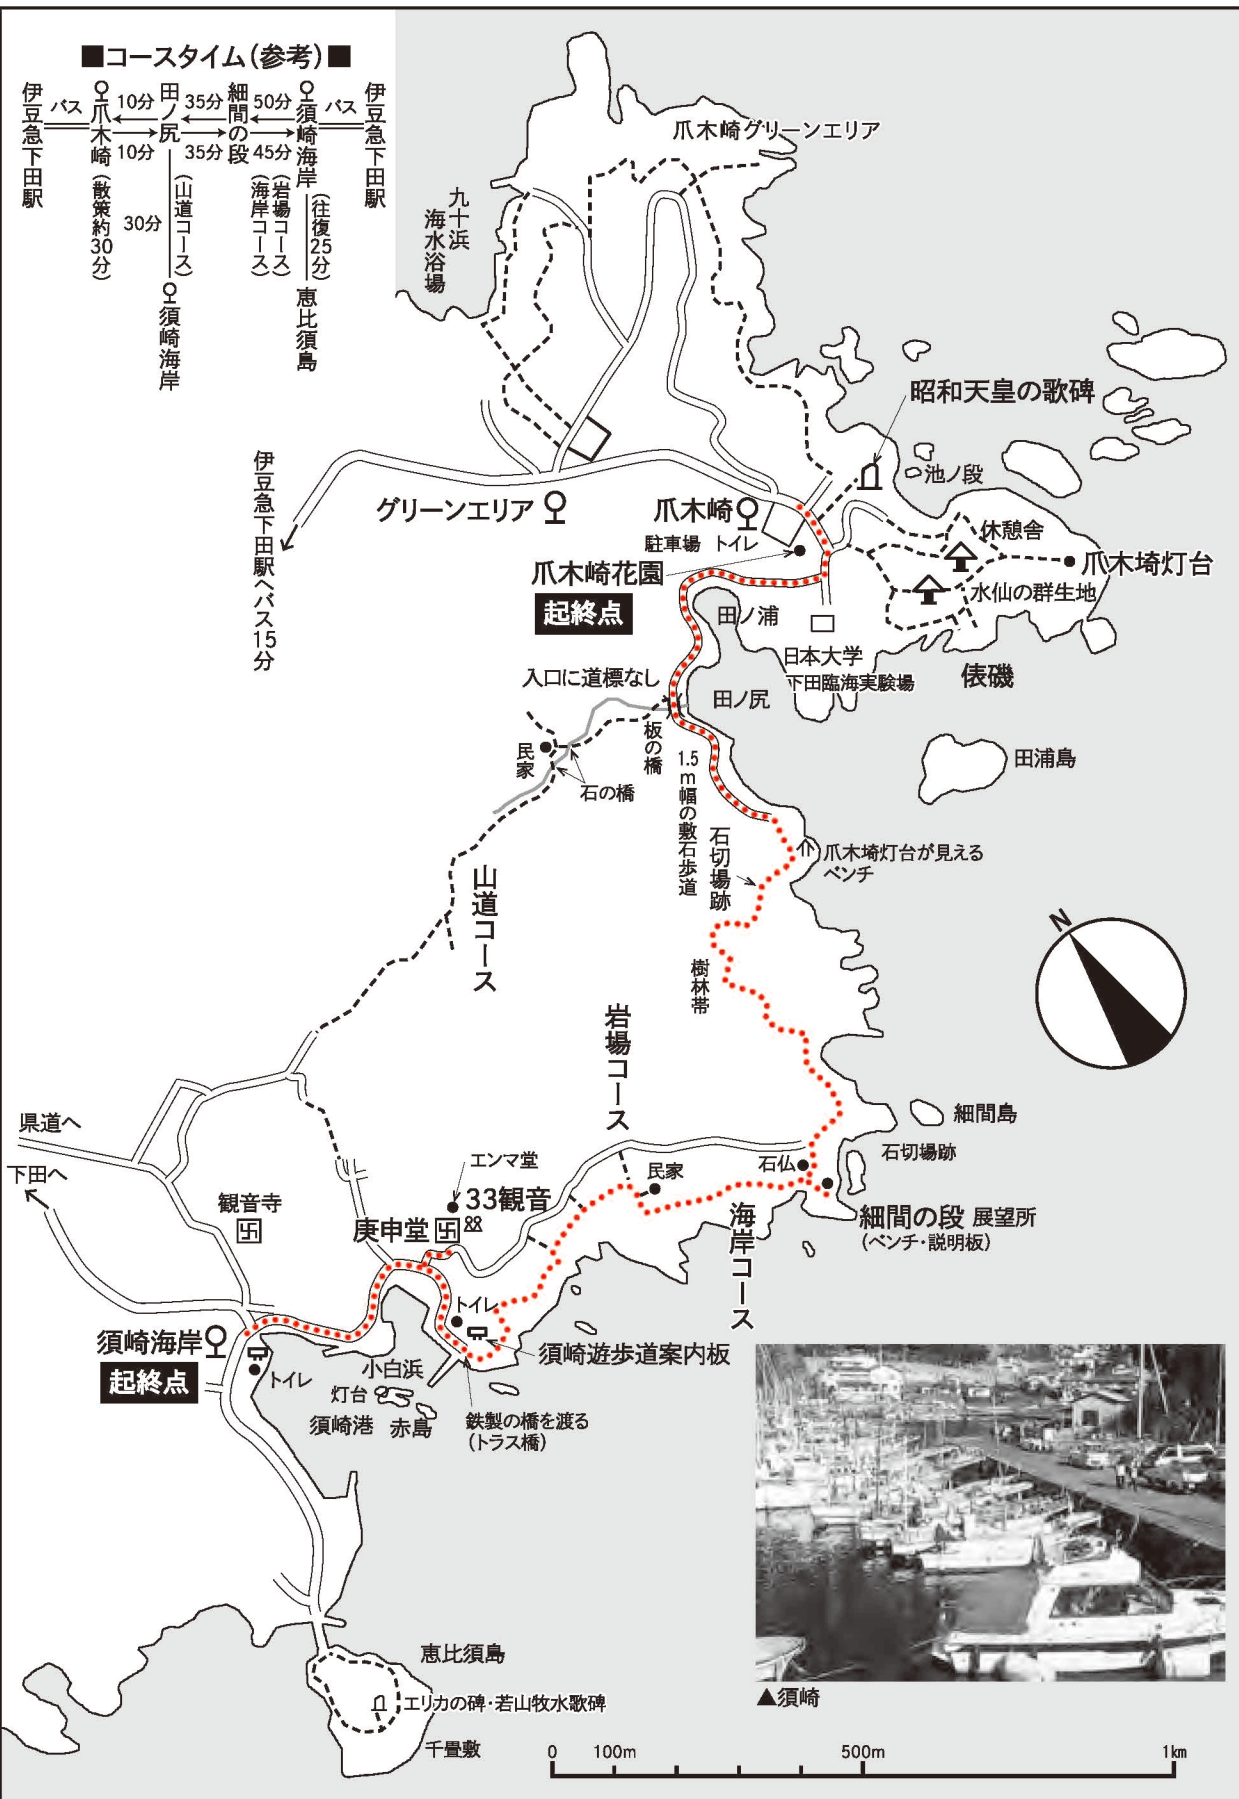 ■コースタイム（参考）■
伊豆急下田駅
バス
爪木崎（散策約30分）
10分
10分
田ノ尻
35分
35分
細間の段
50分
45分
須崎海岸
バス
伊豆急下田駅
30分
（山道コース）
須崎海岸
（海岸コース）
（岩場コース）
（往復25分）
恵比須島
爪木崎グリーンエリア
九十浜
海水浴場
昭和天皇の歌碑
池ノ段
伊豆急下田駅へバス15分
グリーンエリア
爪木崎
駐車場
トイレ
休憩舎
爪木埼灯台
爪木崎花園
起終点
水仙の群生地
田ノ浦
日本大学
下田臨海実験場
俵磯
入口に道標なし
田ノ尻
板の橋
民家
石の橋
1.5m幅の敷石歩道
田浦島
石切場跡
爪木埼灯台が見える
ベンチ
山道コース
樹林帯
N
岩場コース
細間島
県道へ
下田へ
エンマ堂
民家
石仏
石切場跡
観音寺
卍
33観音
庚申堂
卍
海岸コース
細間の段 展望所
（ベンチ・説明板）
トイレ
須崎海岸
起終点
トイレ
須崎遊歩道案内板
小白浜
灯台
須崎港
赤島
鉄製の橋を渡る
（トラス橋）
恵比須島
エリカの碑・若山牧水歌碑
千畳敷
▲須崎
0 100m 500m 1km